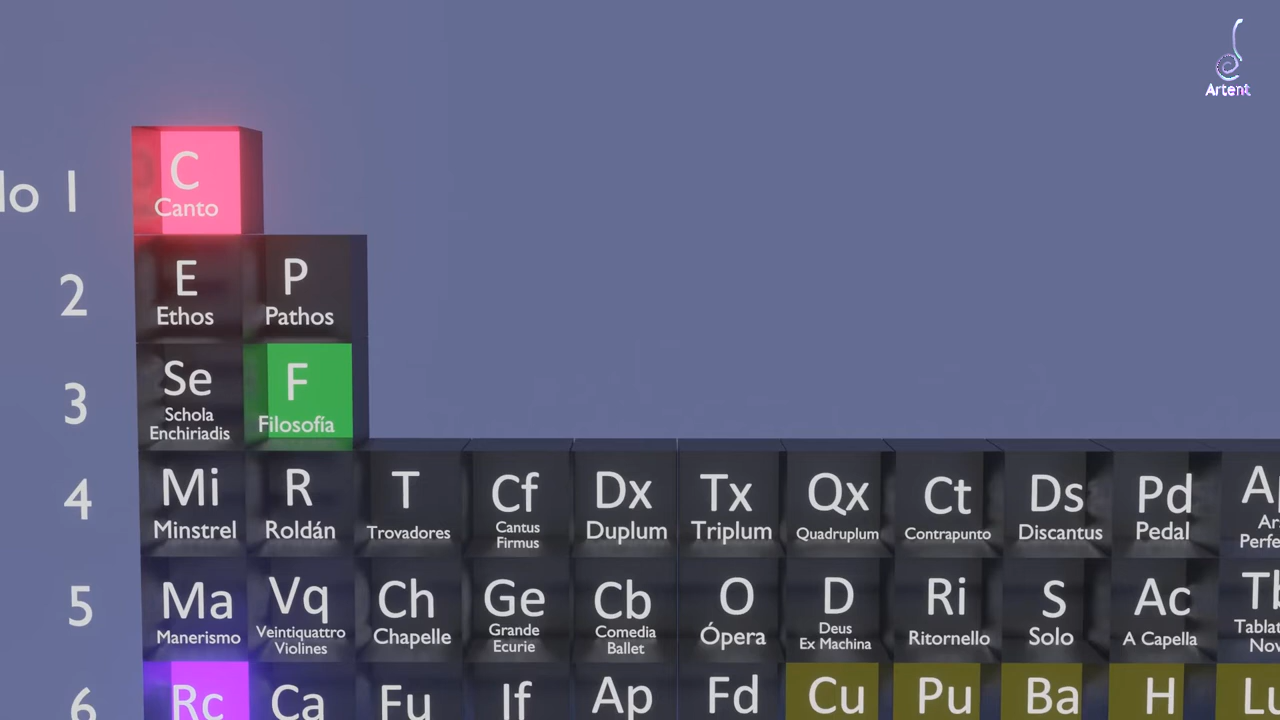 Artent
lo 1
C
Canto
2
E
Ethos
P
Pathos
3
Se
Schola
Enchiriadis
F
Filosofía
4
Mi
Minstrel
R
Roldán
T
Trovadores
Cf
Cantus
Firmus
Dx
Duplum
Tx
Triplum
Qx
Quadruplum
Ct
Contrapunto
Ds
Discantus
Pd
Pedal
5
Ma
Manerismo
Vq
Veintiquattro
Violines
Ch
Chapelle
Ge
Grande
Ecurie
Cb
Comedia
Ballet
O
Ópera
D
Deus
Ex Machina
Ri
Ritornello
S
Solo
Ac
A Capella
6
Rc
Ca
Fu
If
Ap
Fd
Cu
Pu
Ba
H